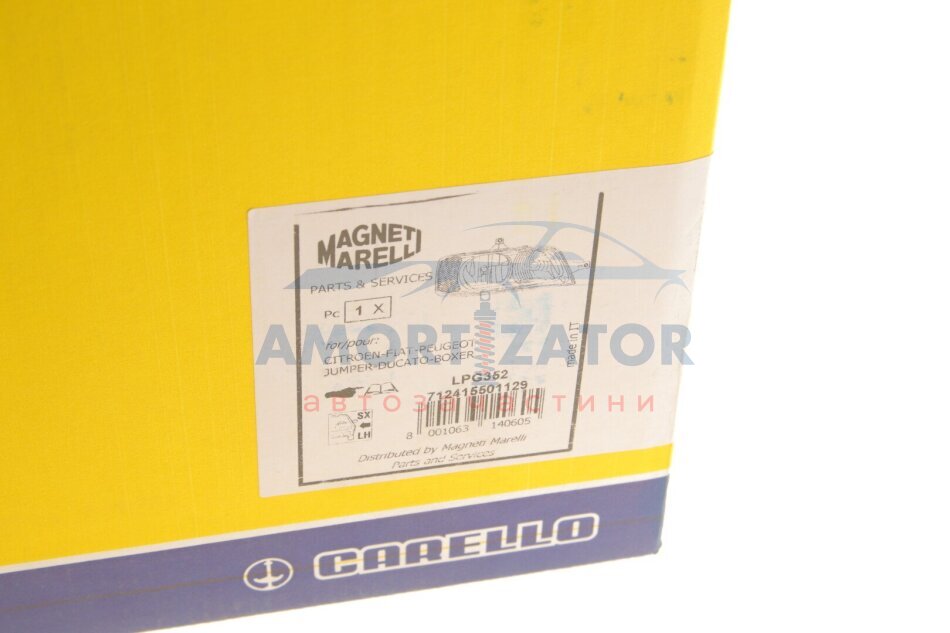 MAGNETI
MARELLI
PARTS & SERVICES
Pc 1 X
for/pour:
CITROEN-FIAT-PEUGEOT
JUMPER-DUCATO-BOXER
made in IT
AMORTIZATOR
автозапчастини
LPG352
712415501129
SX
LH
8 001063 140605
Distributed by Magneti Marelli
Parts and Services
CARELLO